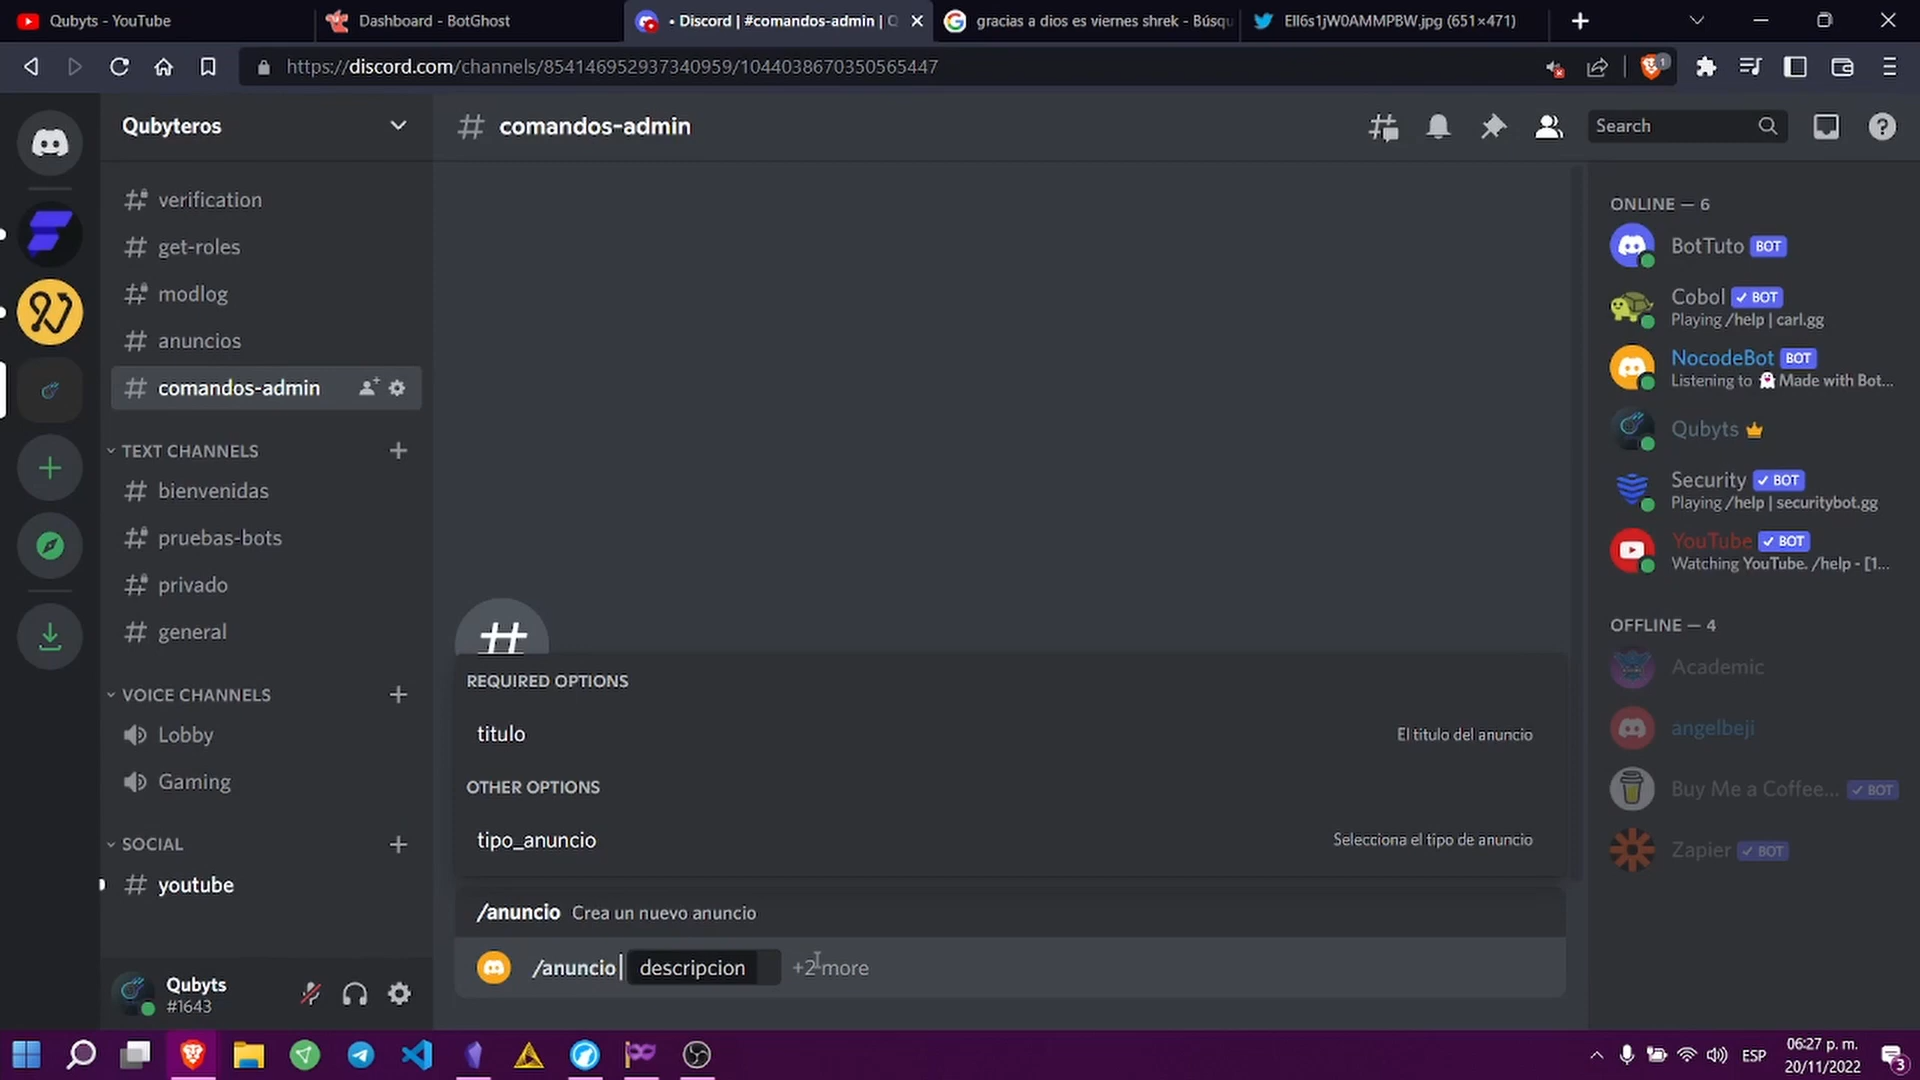 Qubyts - YouTube
Dashboard - BotGhost
• Discord | #comandos-admin | Q
gracias a dios es viernes shrek - Búsqu
Ell6s1jW0AMMPBW.jpg (651×471)
https://discord.com/channels/854146952937340959/1044038670350565447
1
Qubyteros
comandos-admin
Search
verification
get-roles
modlog
anuncios
comandos-admin
TEXT CHANNELS
bienvenidas
pruebas-bots
privado
general
VOICE CHANNELS
Lobby
Gaming
SOCIAL
youtube
Qubyts
#1643
REQUIRED OPTIONS
titulo
El titulo del anuncio
OTHER OPTIONS
tipo_anuncio
Selecciona el tipo de anuncio
/anuncio Crea un nuevo anuncio
/anuncio descripcion +2 more
ONLINE — 6
BotTuto BOT
Cobol ✓ BOT
Playing /help | carl.gg
NocodeBot BOT
Listening to 👻 Made with Bot...
Qubyts
Security ✓ BOT
Playing /help | securitybot.gg
YouTube ✓ BOT
Watching YouTube. /help - [1...
OFFLINE — 4
Academic
angelbeji
Buy Me a Coffee... ✓ BOT
Zapier ✓ BOT
ESP
06:27 p. m.
20/11/2022
3